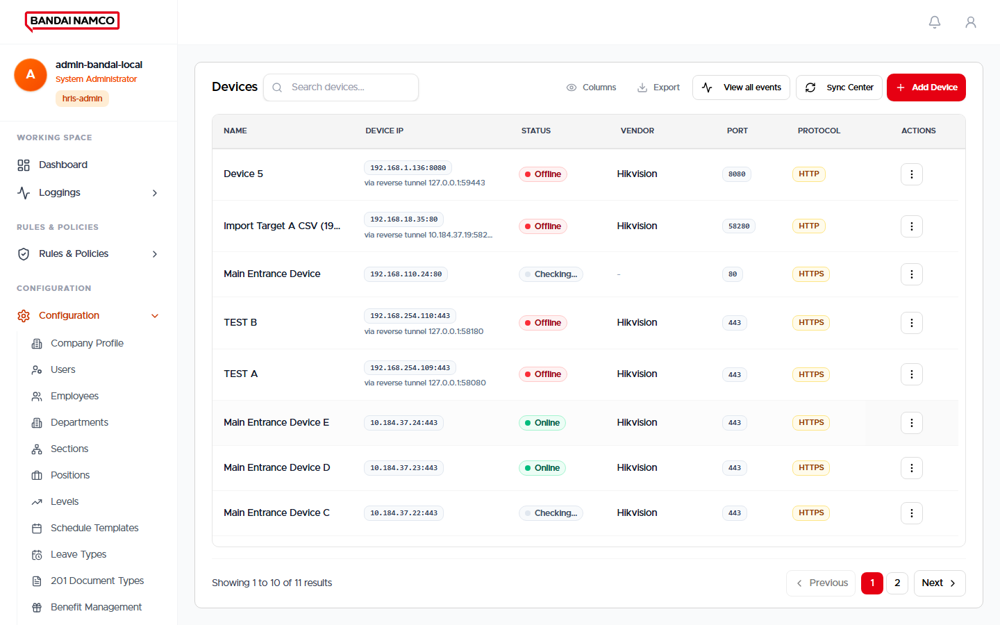 BANDAI NAMCO
A
admin-bandai-local
System Administrator
hris-admin
WORKING SPACE
Dashboard
Loggings
RULES & POLICIES
Rules & Policies
CONFIGURATION
Configuration
Company Profile
Users
Employees
Departments
Sections
Positions
Levels
Schedule Templates
Leave Types
201 Document Types
Benefit Management
Devices
Search devices...
Columns
Export
View all events
Sync Center
Add Device
NAME DEVICE IP STATUS VENDOR PORT PROTOCOL ACTIONS
Device 5 192.168.1.136:8080 Offline Hikvision 8080 HTTP
via reverse tunnel 127.0.0.1:59443
Import Target A CSV (19... 192.168.18.35:80 Offline Hikvision 58280 HTTP
via reverse tunnel 10.184.37.19:582...
Main Entrance Device 192.168.110.24:80 Checking... - 80 HTTPS
TEST B 192.168.254.110:443 Offline Hikvision 443 HTTPS
via reverse tunnel 127.0.0.1:58180
TEST A 192.168.254.109:443 Offline Hikvision 443 HTTPS
via reverse tunnel 127.0.0.1:58080
Main Entrance Device E 10.184.37.24:443 Online Hikvision 443 HTTPS
Main Entrance Device D 10.184.37.23:443 Online Hikvision 443 HTTPS
Main Entrance Device C 10.184.37.22:443 Checking... Hikvision 443 HTTPS
Showing 1 to 10 of 11 results
Previous 1 2 Next